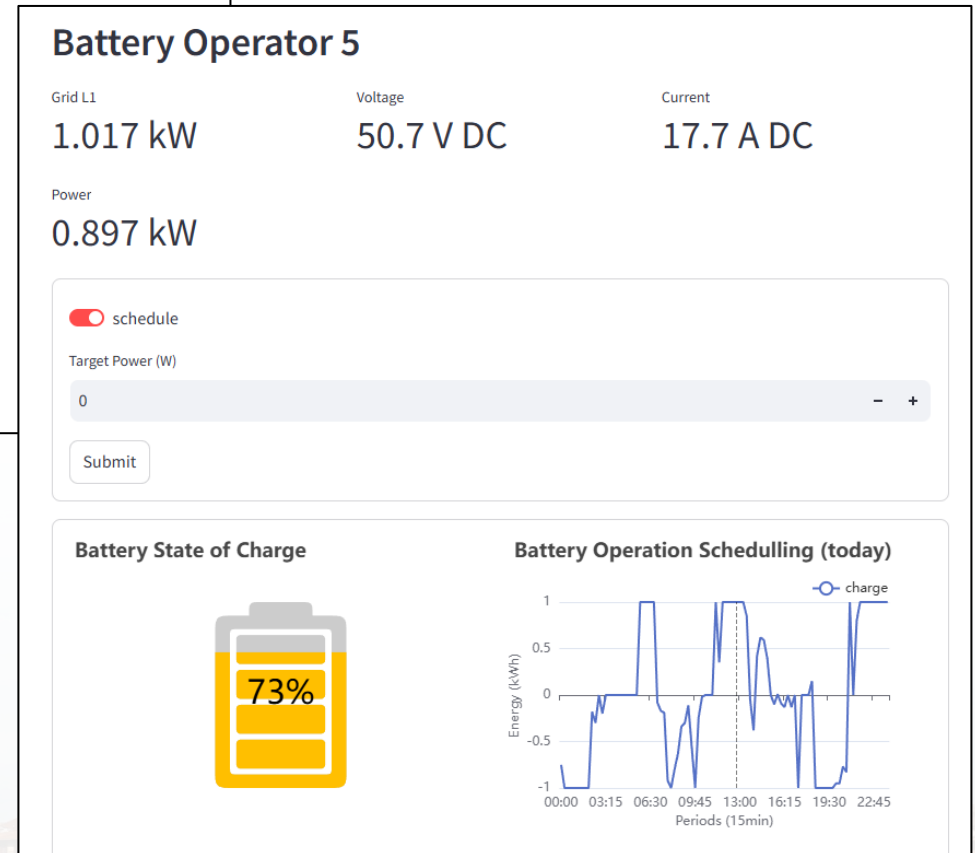 Battery Operator 5
Grid L1
Voltage
Current
1.017 kW
50.7 V DC
17.7 A DC
Power
0.897 kW
schedule
Target Power (W)
0
Submit
Battery State of Charge
73%
Battery Operation Schedulling (today)
charge
1
0.5
0
-0.5
-1
Energy (kWh)
00:00 03:15 06:30 09:45 13:00 16:15 19:30 22:45
Periods (15min)